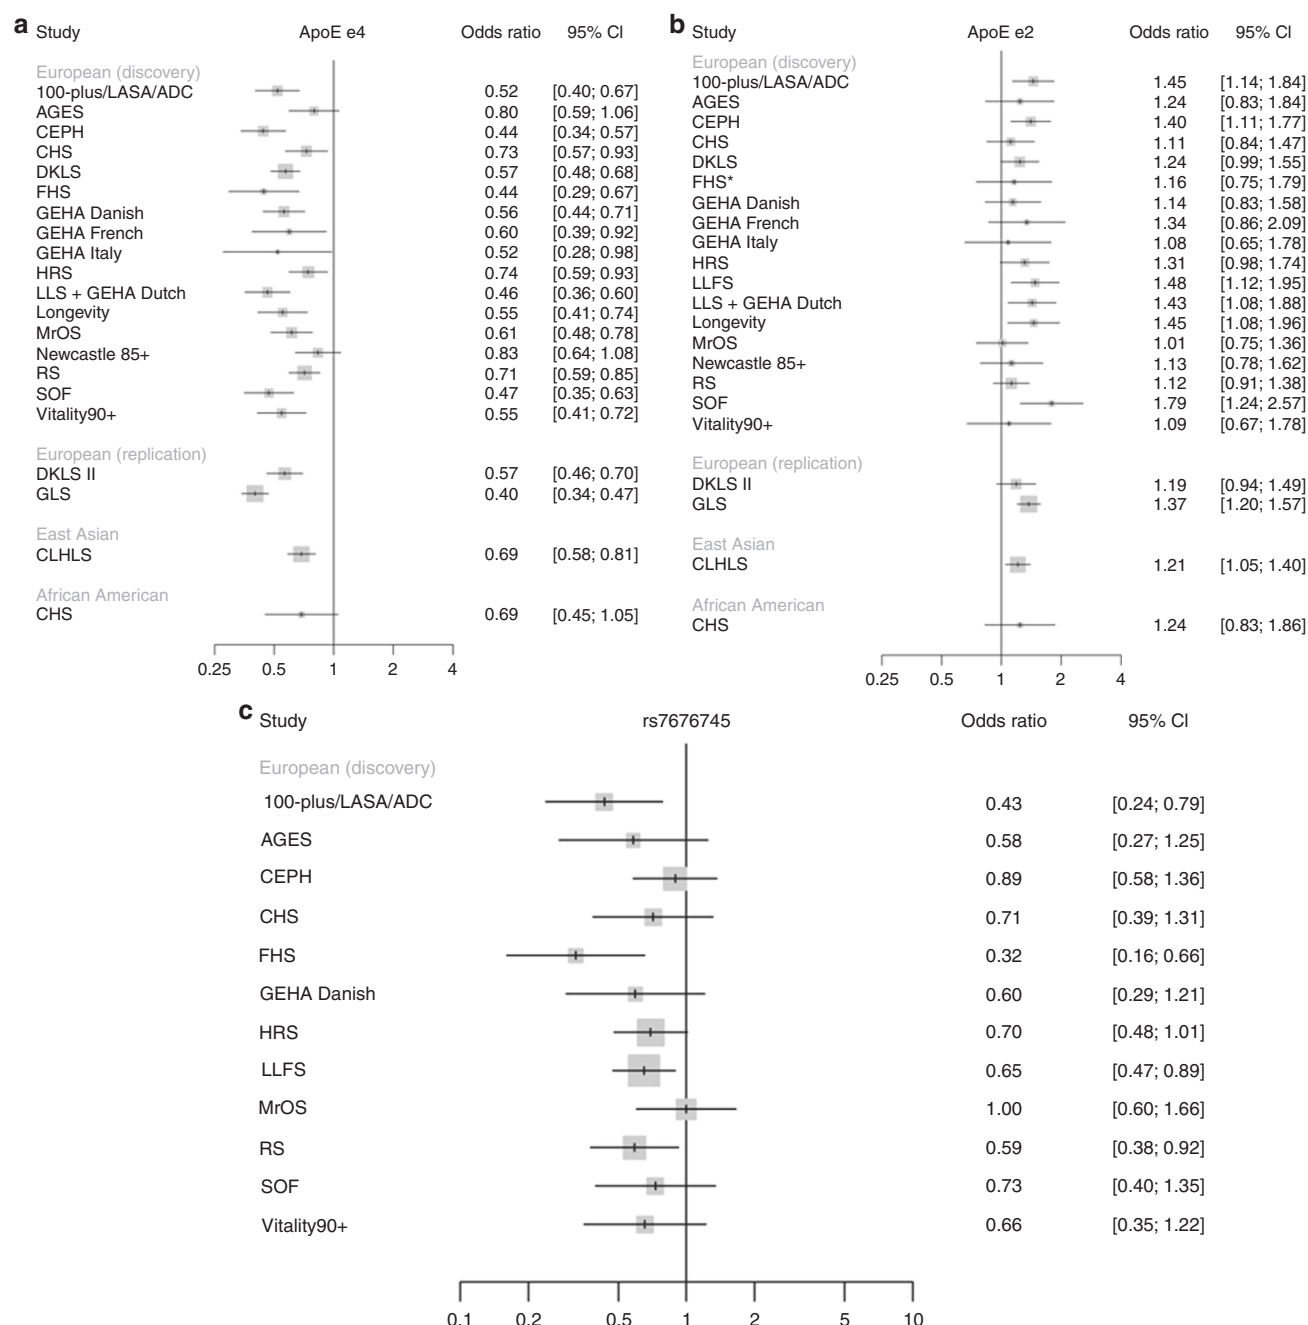 a Study ApoE e4 Odds ratio 95% CI
European (discovery)
100-plus/LASA/ADC 0.52 [0.40; 0.67]
AGES 0.80 [0.59; 1.06]
CEPH 0.44 [0.34; 0.57]
CHS 0.73 [0.57; 0.93]
DKLS 0.57 [0.48; 0.68]
FHS 0.44 [0.29; 0.67]
GEHA Danish 0.56 [0.44; 0.71]
GEHA French 0.60 [0.39; 0.92]
GEHA Italy 0.52 [0.28; 0.98]
HRS 0.74 [0.59; 0.93]
LLS + GEHA Dutch 0.46 [0.36; 0.60]
Longevity 0.55 [0.41; 0.74]
MrOS 0.61 [0.48; 0.78]
Newcastle 85+ 0.83 [0.64; 1.08]
RS 0.71 [0.59; 0.85]
SOF 0.47 [0.35; 0.63]
Vitality90+ 0.55 [0.41; 0.72]
European (replication)
DKLS II 0.57 [0.46; 0.70]
GLS 0.40 [0.34; 0.47]
East Asian
CLHLS 0.69 [0.58; 0.81]
African American
CHS 0.69 [0.45; 1.05]
0.25 0.5 1 2 4
b Study ApoE e2 Odds ratio 95% CI
European (discovery)
100-plus/LASA/ADC 1.45 [1.14; 1.84]
AGES 1.24 [0.83; 1.84]
CEPH 1.40 [1.11; 1.77]
CHS 1.11 [0.84; 1.47]
DKLS 1.24 [0.99; 1.55]
FHS* 1.16 [0.75; 1.79]
GEHA Danish 1.14 [0.83; 1.58]
GEHA French 1.34 [0.86; 2.09]
GEHA Italy 1.08 [0.65; 1.78]
HRS 1.31 [0.98; 1.74]
LLFS 1.48 [1.12; 1.95]
LLS + GEHA Dutch 1.43 [1.08; 1.88]
Longevity 1.45 [1.08; 1.96]
MrOS 1.01 [0.75; 1.36]
Newcastle 85+ 1.13 [0.78; 1.62]
RS 1.12 [0.91; 1.38]
SOF 1.79 [1.24; 2.57]
Vitality90+ 1.09 [0.67; 1.78]
European (replication)
DKLS II 1.19 [0.94; 1.49]
GLS 1.37 [1.20; 1.57]
East Asian
CLHLS 1.21 [1.05; 1.40]
African American
CHS 1.24 [0.83; 1.86]
0.25 0.5 1 2 4
c Study rs7676745 Odds ratio 95% CI
European (discovery)
100-plus/LASA/ADC 0.43 [0.24; 0.79]
AGES 0.58 [0.27; 1.25]
CEPH 0.89 [0.58; 1.36]
CHS 0.71 [0.39; 1.31]
FHS 0.32 [0.16; 0.66]
GEHA Danish 0.60 [0.29; 1.21]
HRS 0.70 [0.48; 1.01]
LLFS 0.65 [0.47; 0.89]
MrOS 1.00 [0.60; 1.66]
RS 0.59 [0.38; 0.92]
SOF 0.73 [0.40; 1.35]
Vitality90+ 0.66 [0.35; 1.22]
0.1 0.2 0.5 1 2 5 10